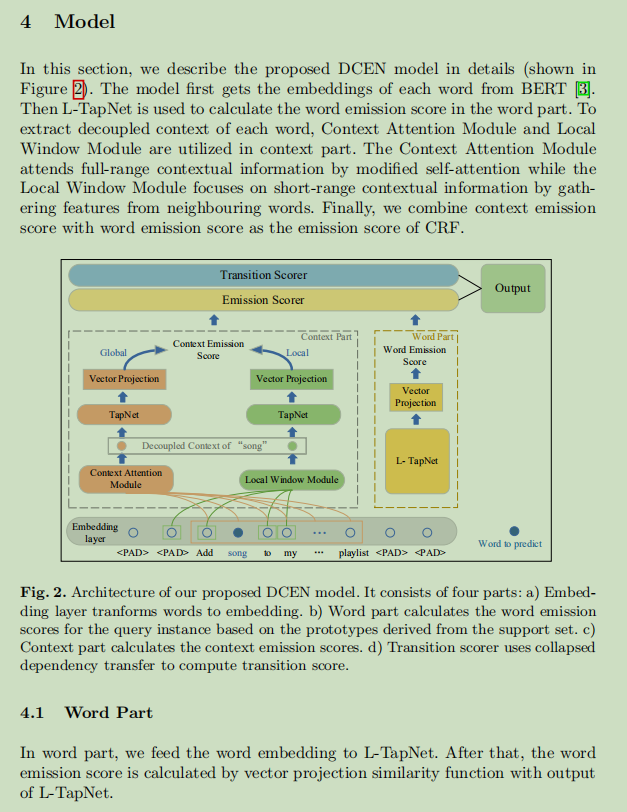 4 Model
In this section, we describe the proposed DCEN model in details (shown in
Figure 2). The model first gets the embeddings of each word from BERT [3].
Then L-TapNet is used to calculate the word emission score in the word part. To
extract decoupled context of each word, Context Attention Module and Local
Window Module are utilized in context part. The Context Attention Module
attends full-range contextual information by modified self-attention while the
Local Window Module focuses on short-range contextual information by gath-
ering features from neighbouring words. Finally, we combine context emission
score with word emission score as the emission score of CRF.
Transition Scorer
Emission Scorer
Output
Context Part
Global
Context Emission
Score
Local
Vector Projection
Vector Projection
TapNet
TapNet
Decoupled Context of “song”
Context Attention
Module
Local Window Module
Word Part
Word Emission
Score
Vector
Projection
L- TapNet
Embedding
layer
...
<PAD> <PAD> Add song to my ... playlist <PAD> <PAD>
Word to predict
Fig. 2. Architecture of our proposed DCEN model. It consists of four parts: a) Embed-
ding layer tranforms words to embedding. b) Word part calculates the word emission
scores for the query instance based on the prototypes derived from the support set. c)
Context part calculates the context emission scores. d) Transition scorer uses collapsed
dependency transfer to compute transition score.
4.1 Word Part
In word part, we feed the word embedding to L-TapNet. After that, the word
emission score is calculated by vector projection similarity function with output
of L-TapNet.